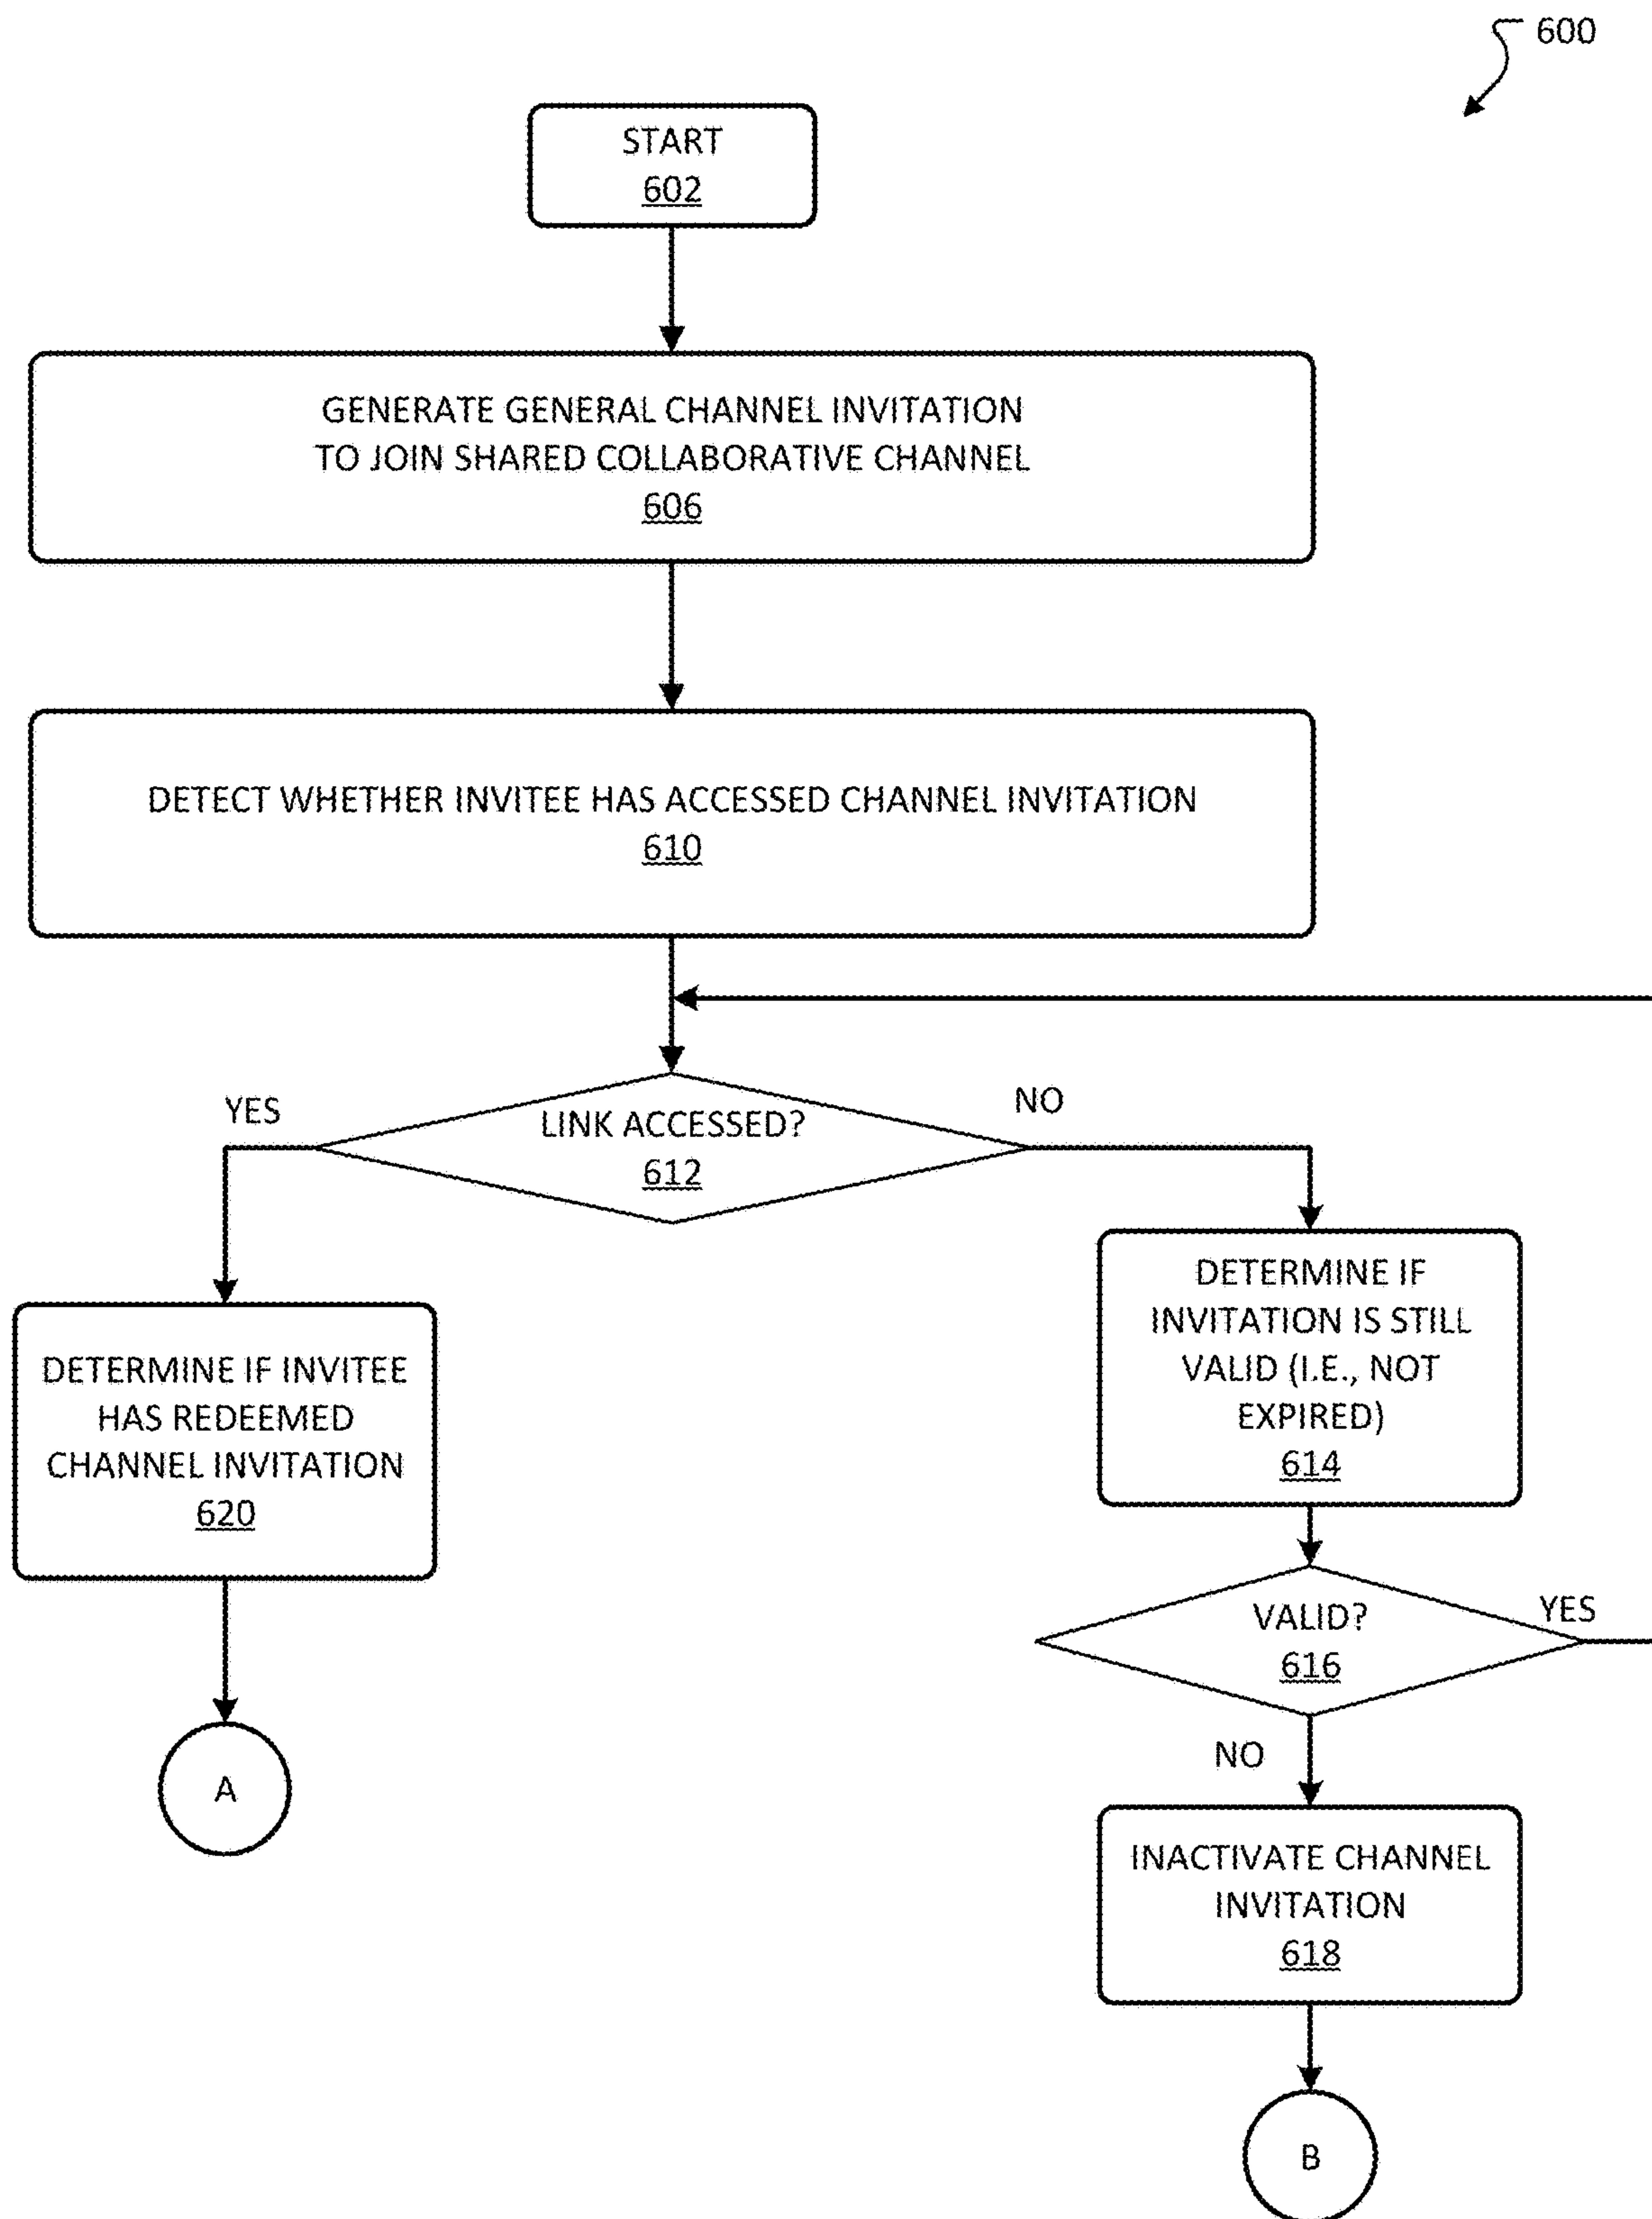 600
START
602
GENERATE GENERAL CHANNEL INVITATION
TO JOIN SHARED COLLABORATIVE CHANNEL
606
DETECT WHETHER INVITEE HAS ACCESSED CHANNEL INVITATION
610
YES
NO
LINK ACCESSED?
612
DETERMINE IF INVITEE
HAS REDEEMED
CHANNEL INVITATION
620
A
DETERMINE IF
INVITATION IS STILL
VALID (I.E., NOT
EXPIRED)
614
VALID?
616
YES
NO
INACTIVATE CHANNEL
INVITATION
618
B